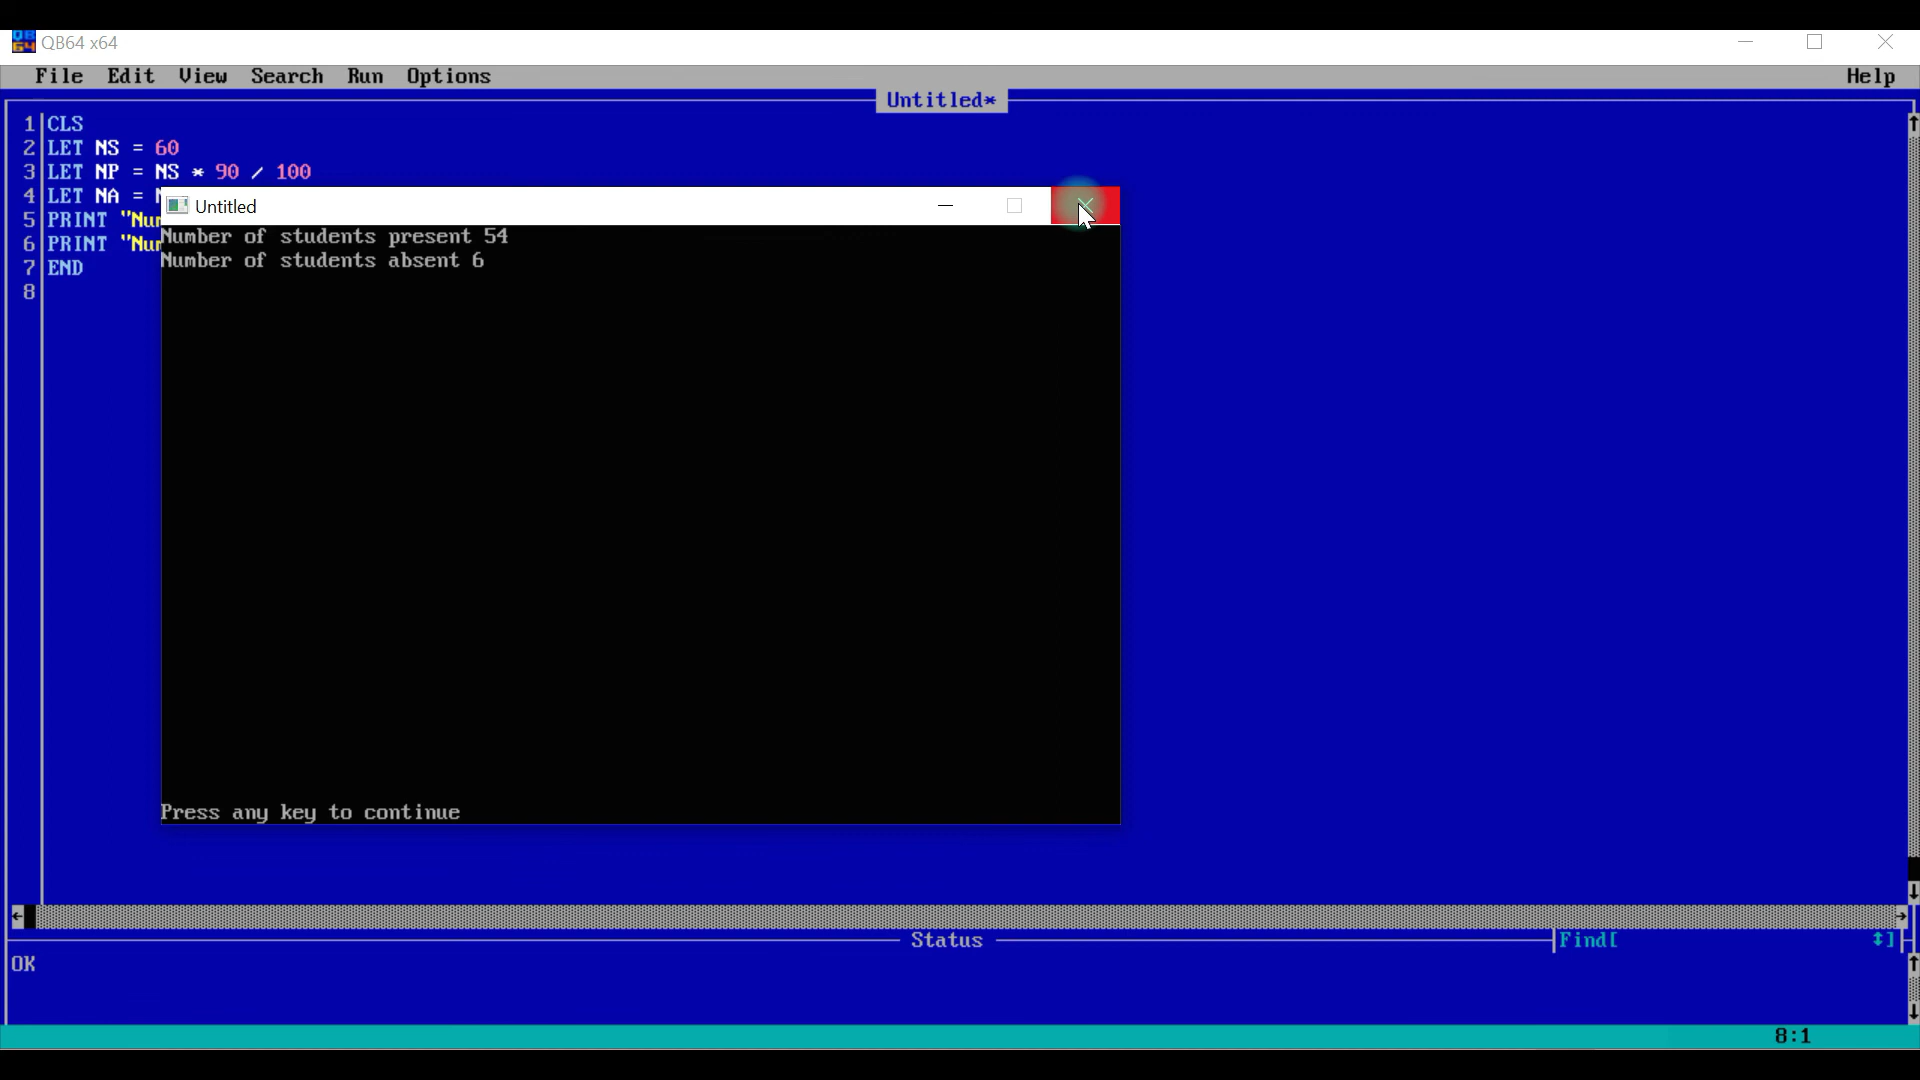 QB64 x64
File Edit View Search Run Options Help
Untitled*
1 CLS
2 LET NS = 60
3 LET NP = NS * 90 / 100
4 LET NA =
5 PRINT "Num
6 PRINT "Num
7 END
8
Untitled
Number of students present 54
Number of students absent 6
Press any key to continue
Status
Find[ ]
OK
8:1